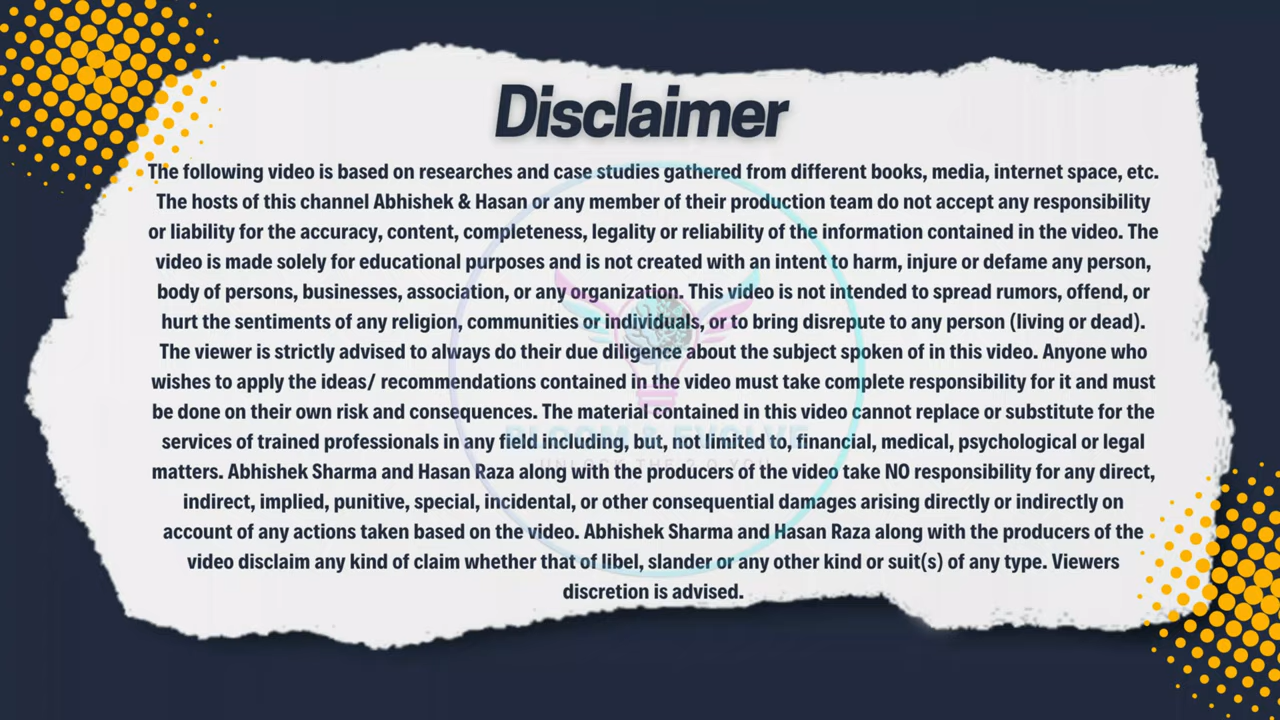 Disclaimer
The following video is based on researches and case studies gathered from different books, media, internet space, etc.
The hosts of this channel Abhishek & Hasan or any member of their production team do not accept any responsibility
or liability for the accuracy, content, completeness, legality or reliability of the information contained in the video. The
video is made solely for educational purposes and is not created with an intent to harm, injure or defame any person,
body of persons, businesses, association, or any organization. This video is not intended to spread rumors, offend, or
hurt the sentiments of any religion, communities or individuals, or to bring disrepute to any person (living or dead).
The viewer is strictly advised to always do their due diligence about the subject spoken of in this video. Anyone who
wishes to apply the ideas/ recommendations contained in the video must take complete responsibility for it and must
be done on their own risk and consequences. The material contained in this video cannot replace or substitute for the
services of trained professionals in any field including, but, not limited to, financial, medical, psychological or legal
matters. Abhishek Sharma and Hasan Raza along with the producers of the video take NO responsibility for any direct,
indirect, implied, punitive, special, incidental, or other consequential damages arising directly or indirectly on
account of any actions taken based on the video. Abhishek Sharma and Hasan Raza along with the producers of the
video disclaim any kind of claim whether that of libel, slander or any other kind or suit(s) of any type. Viewers
discretion is advised.
BLOOM & EVOLVE
UNLOCK THE 2.0 YOU